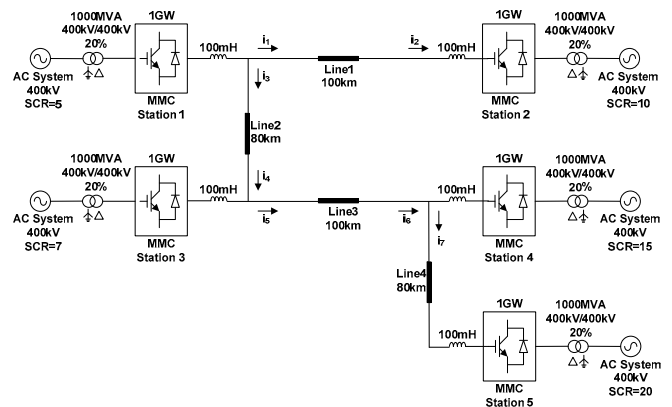 1000MVA
400kV/400kV
20%
1GW
100mH
i1
i2
100mH
1GW
1000MVA
400kV/400kV
20%
AC System
400kV
SCR=5
MMC
Station 1
i3
Line1
100km
MMC
Station 2
AC System
400kV
SCR=10
Line2
80km
1000MVA
400kV/400kV
20%
1GW
100mH
i4
100mH
1GW
1000MVA
400kV/400kV
20%
AC System
400kV
SCR=7
MMC
Station 3
i5
Line3
100km
i6
i7
MMC
Station 4
AC System
400kV
SCR=15
Line4
80km
1GW
1000MVA
400kV/400kV
20%
100mH
MMC
Station 5
AC System
400kV
SCR=20